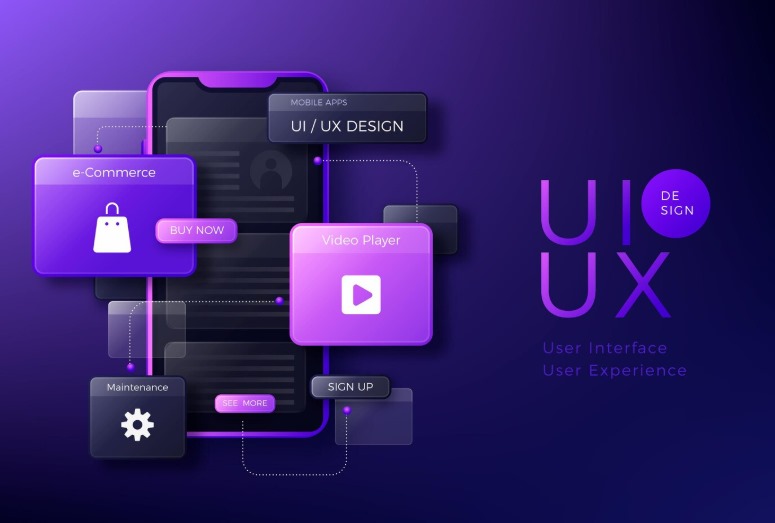 MOBILE APPS
UI / UX DESIGN
e-Commerce
BUY NOW
Video Player
Maintenance
SIGN UP
SEE MORE
UI
DE
SIGN
UX
User Interface
User Experience